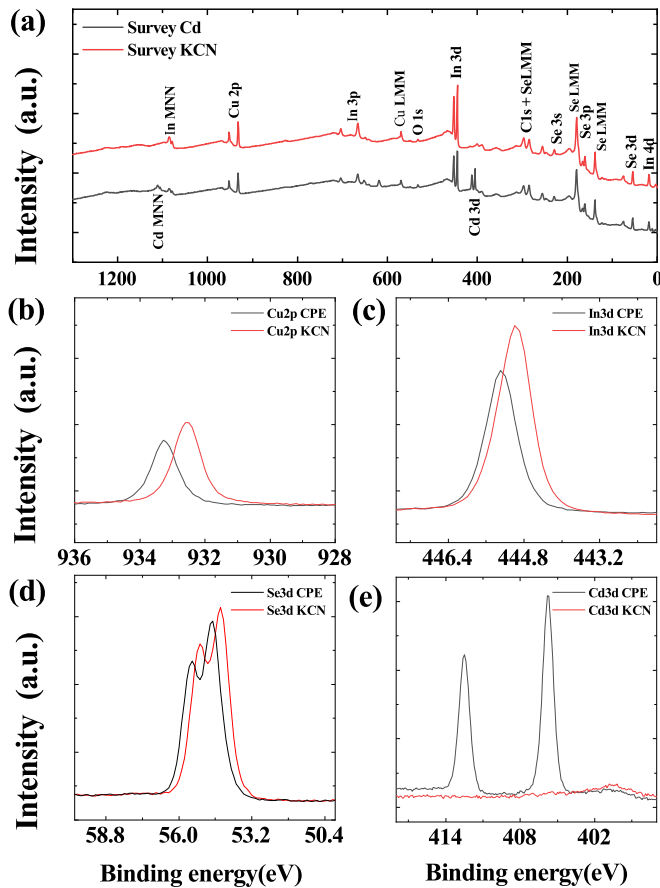 (a)
Survey Cd
Survey KCN
Intensity (a.u.)
In MNN
Cd MNN
Cu 2p
In 3p
Cu LMM
O 1s
In 3d
Cd 3d
C1s + SeLMM
Se 3s
Se LMM
Se 3p
Se LMM
Se 3d
In 4d
1200 1000 800 600 400 200 0
(b)
Cu2p CPE
Cu2p KCN
Intensity (a.u.)
936 934 932 930 928
(c)
In3d CPE
In3d KCN
446.4 444.8 443.2
(d)
Se3d CPE
Se3d KCN
Intensity (a.u.)
58.8 56.0 53.2 50.4
Binding energy(eV)
(e)
Cd3d CPE
Cd3d KCN
414 408 402
Binding energy(eV)